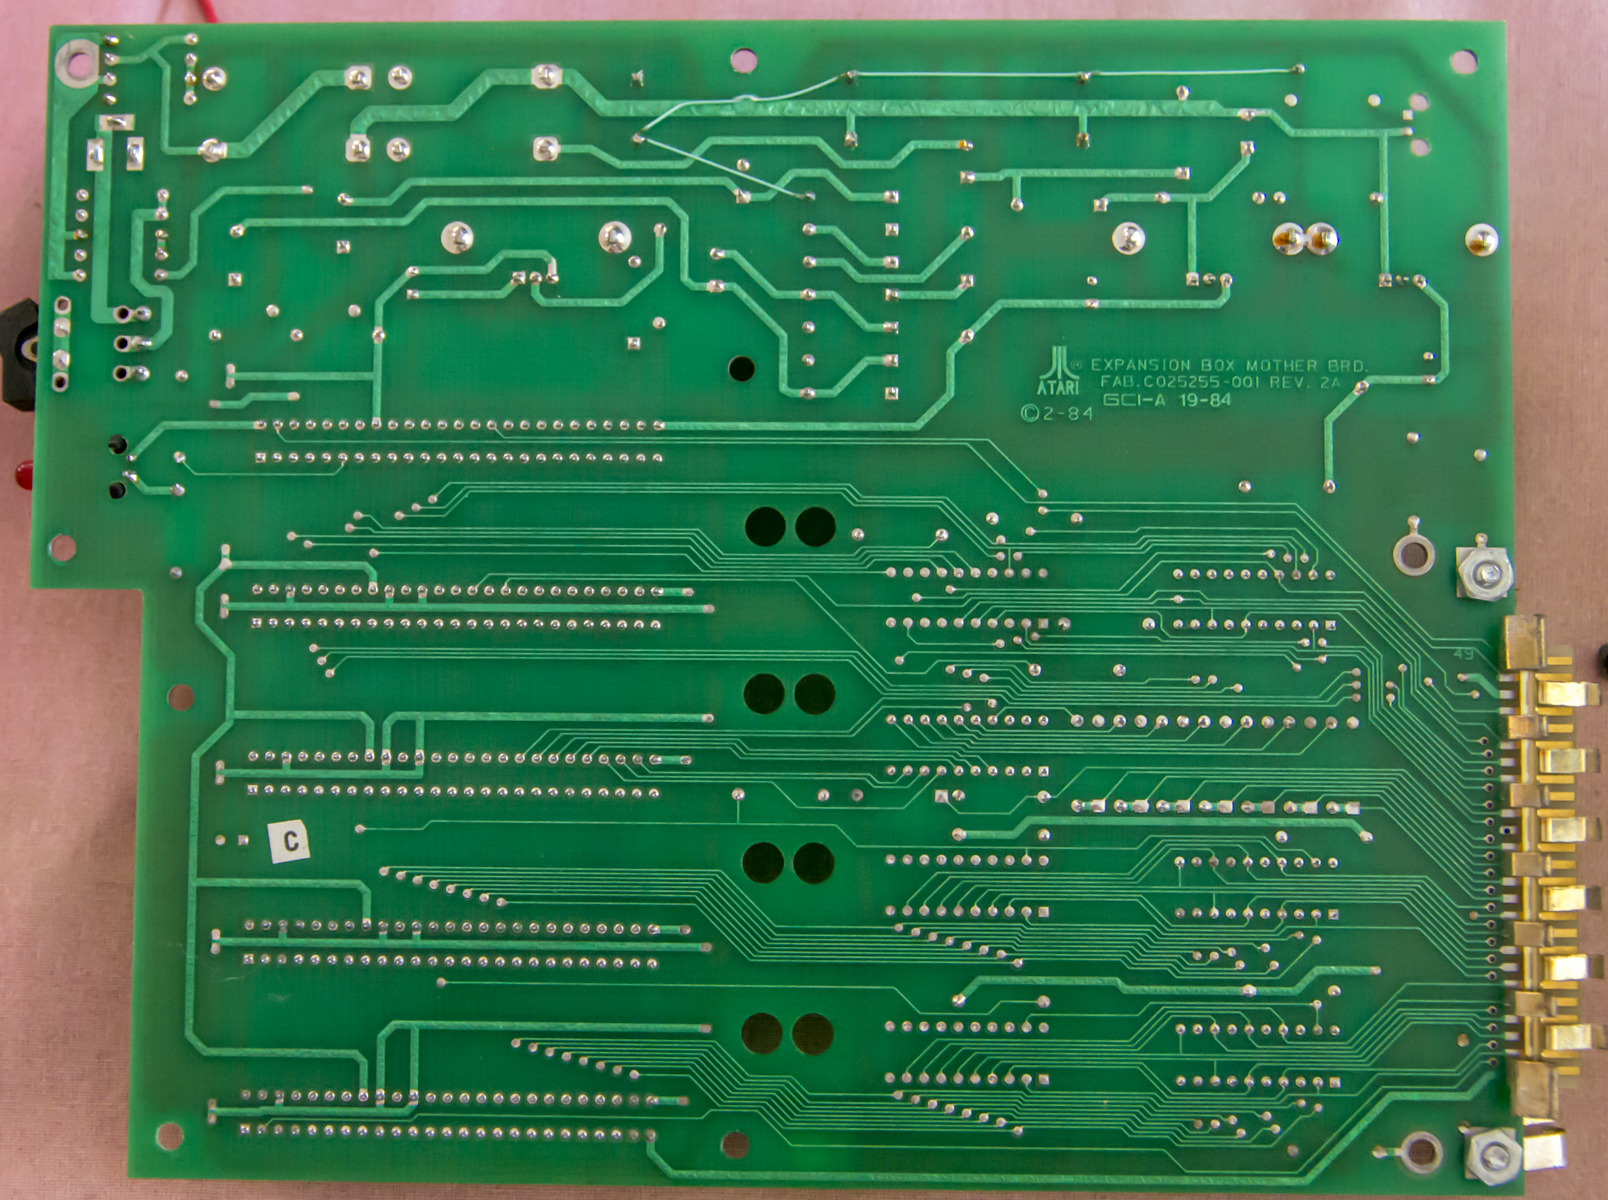 ATARI ®
EXPANSION BOX MOTHER BRD.
FAB. C025255-001 REV. 2A
GCI-A 19-84
©2-84
49
C